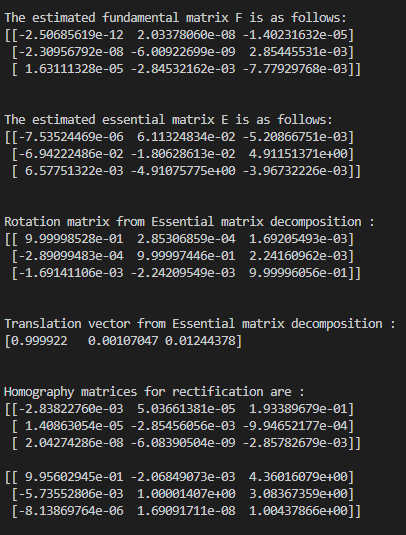 The estimated fundamental matrix F is as follows:
[[-2.50685619e-12  2.03378060e-08 -1.40231632e-05]
 [-2.30956792e-08 -6.00922699e-09  2.85445531e-03]
 [ 1.63111328e-05 -2.84532162e-03 -7.77929768e-03]]
The estimated essential matrix E is as follows:
[[-7.53524469e-06  6.11324834e-02 -5.20866751e-03]
 [-6.94222486e-02 -1.80628613e-02  4.91151371e+00]
 [ 6.57751322e-03 -4.91075775e+00 -3.96732226e-03]]
Rotation matrix from Essential matrix decomposition :
[[ 9.99998528e-01  2.85306859e-04  1.69205493e-03]
 [-2.89099483e-04  9.99997446e-01  2.24160962e-03]
 [-1.69141106e-03 -2.24209549e-03  9.99996056e-01]]
Translation vector from Essential matrix decomposition :
[0.999922   0.00107047 0.01244378]
Homography matrices for rectification are :
[[-2.83822760e-03  5.03661381e-05  1.93389679e-01]
 [ 1.40863054e-05 -2.85456056e-03 -9.94652177e-04]
 [ 2.04274286e-08 -6.08390504e-09 -2.85782679e-03]]
[[ 9.95602945e-01 -2.06849073e-03  4.36016079e+00]
 [-5.73552806e-03  1.00001407e+00  3.08367359e+00]
 [-8.13869764e-06  1.69091711e-08  1.00437866e+00]]